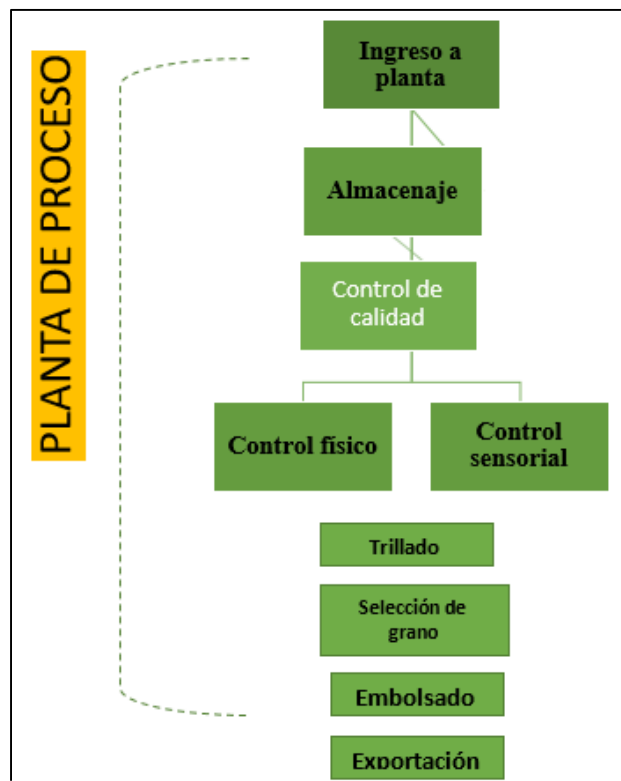 PLANTA DE PROCESO
Ingreso a
planta
Almacenaje
Control de
calidad
Control físico
Control
sensorial
Trillado
Selección de
grano
Embolsado
Exportación